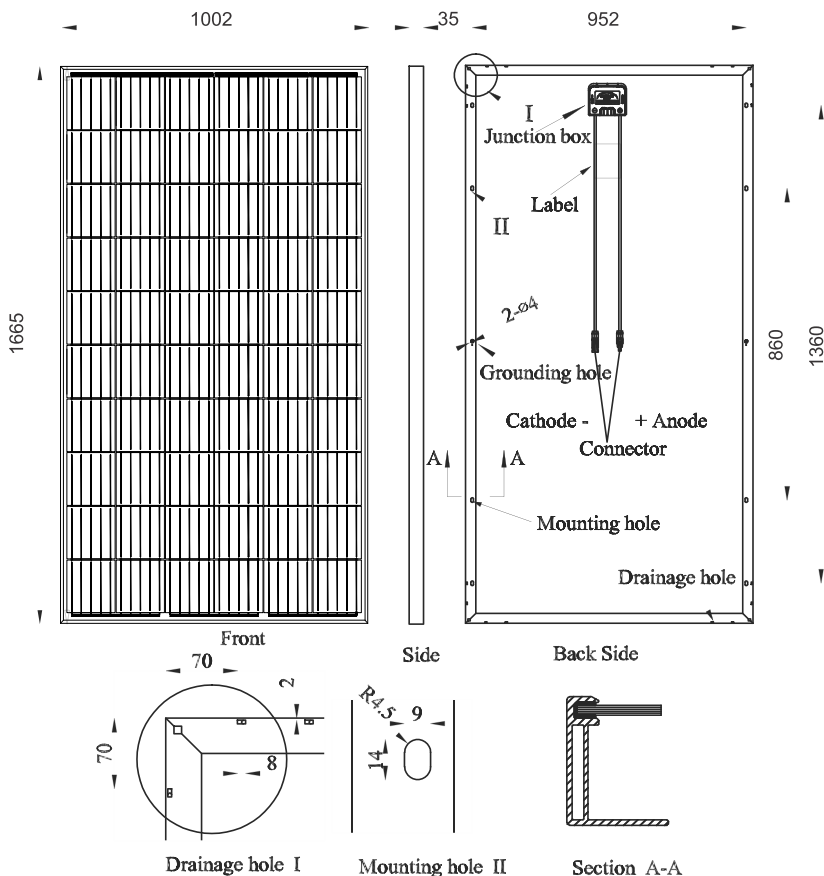 1002
35
952
1665
I
Junction box
Label
II
2-ø4
Grounding hole
860
1360
Cathode -
+ Anode
Connector
A
A
Mounting hole
Drainage hole
Front
Side
Back Side
70
2
70
8
R4.5
9
14
Drainage hole I
Mounting hole II
Section A-A